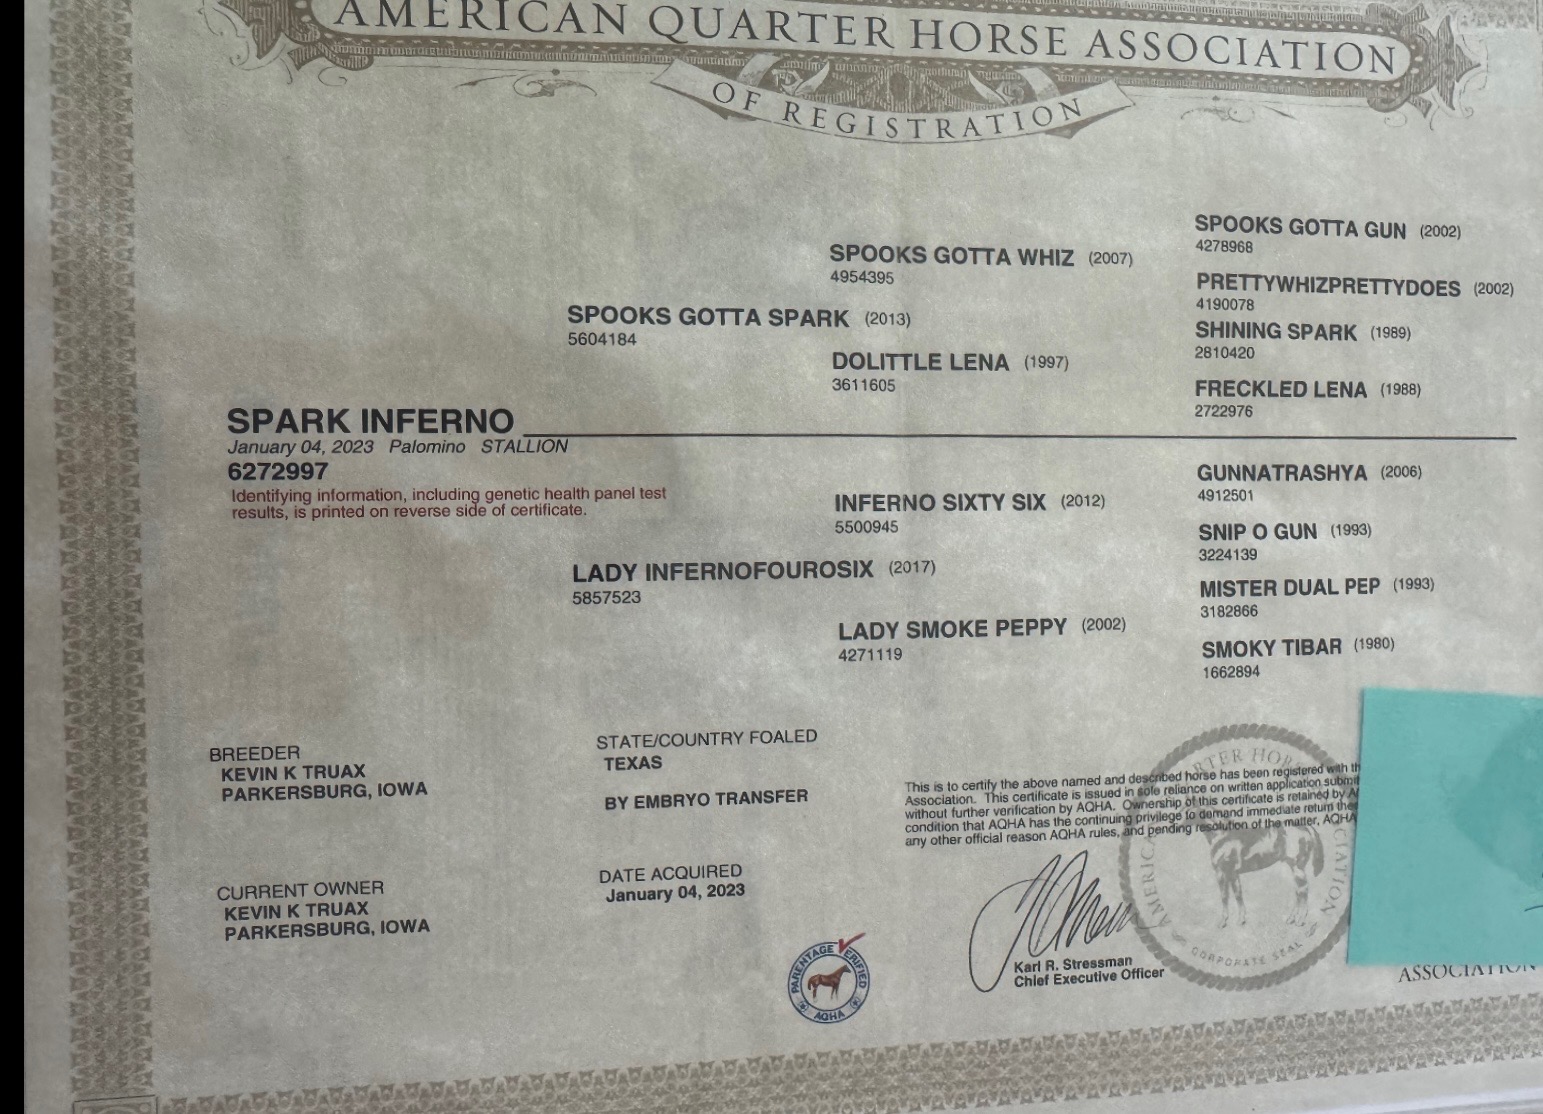 AMERICAN QUARTER HORSE ASSOCIATION
OF REGISTRATION
SPOOKS GOTTA GUN (2002)
4278968
SPOOKS GOTTA WHIZ (2007)
4954395
PRETTYWHIZPRETTYDOES (2002)
4190078
SPOOKS GOTTA SPARK (2013)
5604184
SHINING SPARK (1989)
2810420
DOLITTLE LENA (1997)
3611605
FRECKLED LENA (1988)
2722976
SPARK INFERNO
January 04, 2023 Palomino STALLION
6272997
Identifying information, including genetic health panel test
results, is printed on reverse side of certificate.
GUNNATRASHYA (2006)
4912501
INFERNO SIXTY SIX (2012)
5500945
SNIP O GUN (1993)
3224139
LADY INFERNOFOUROSIX (2017)
5857523
MISTER DUAL PEP (1993)
3182866
LADY SMOKE PEPPY (2002)
4271119
SMOKY TIBAR (1980)
1662894
BREEDER
KEVIN K TRUAX
PARKERSBURG, IOWA
STATE/COUNTRY FOALED
TEXAS
BY EMBRYO TRANSFER
CURRENT OWNER
KEVIN K TRUAX
PARKERSBURG, IOWA
DATE ACQUIRED
January 04, 2023
This is to certify the above named and described horse has been registered with th
Association. This certificate is issued in sole reliance on written application submit
without further verification by AQHA. Ownership of this certificate is retained by A
condition that AQHA has the continuing privilege to demand immediate return the
any other official reason AQHA rules, and pending resolution of the matter, AQHA
Karl R. Stressman
Chief Executive Officer
PARENTAGE VERIFIED
AQHA
AMERICA RTER HOR CIATION
CORPORATE SEAL
ASSOCIATION